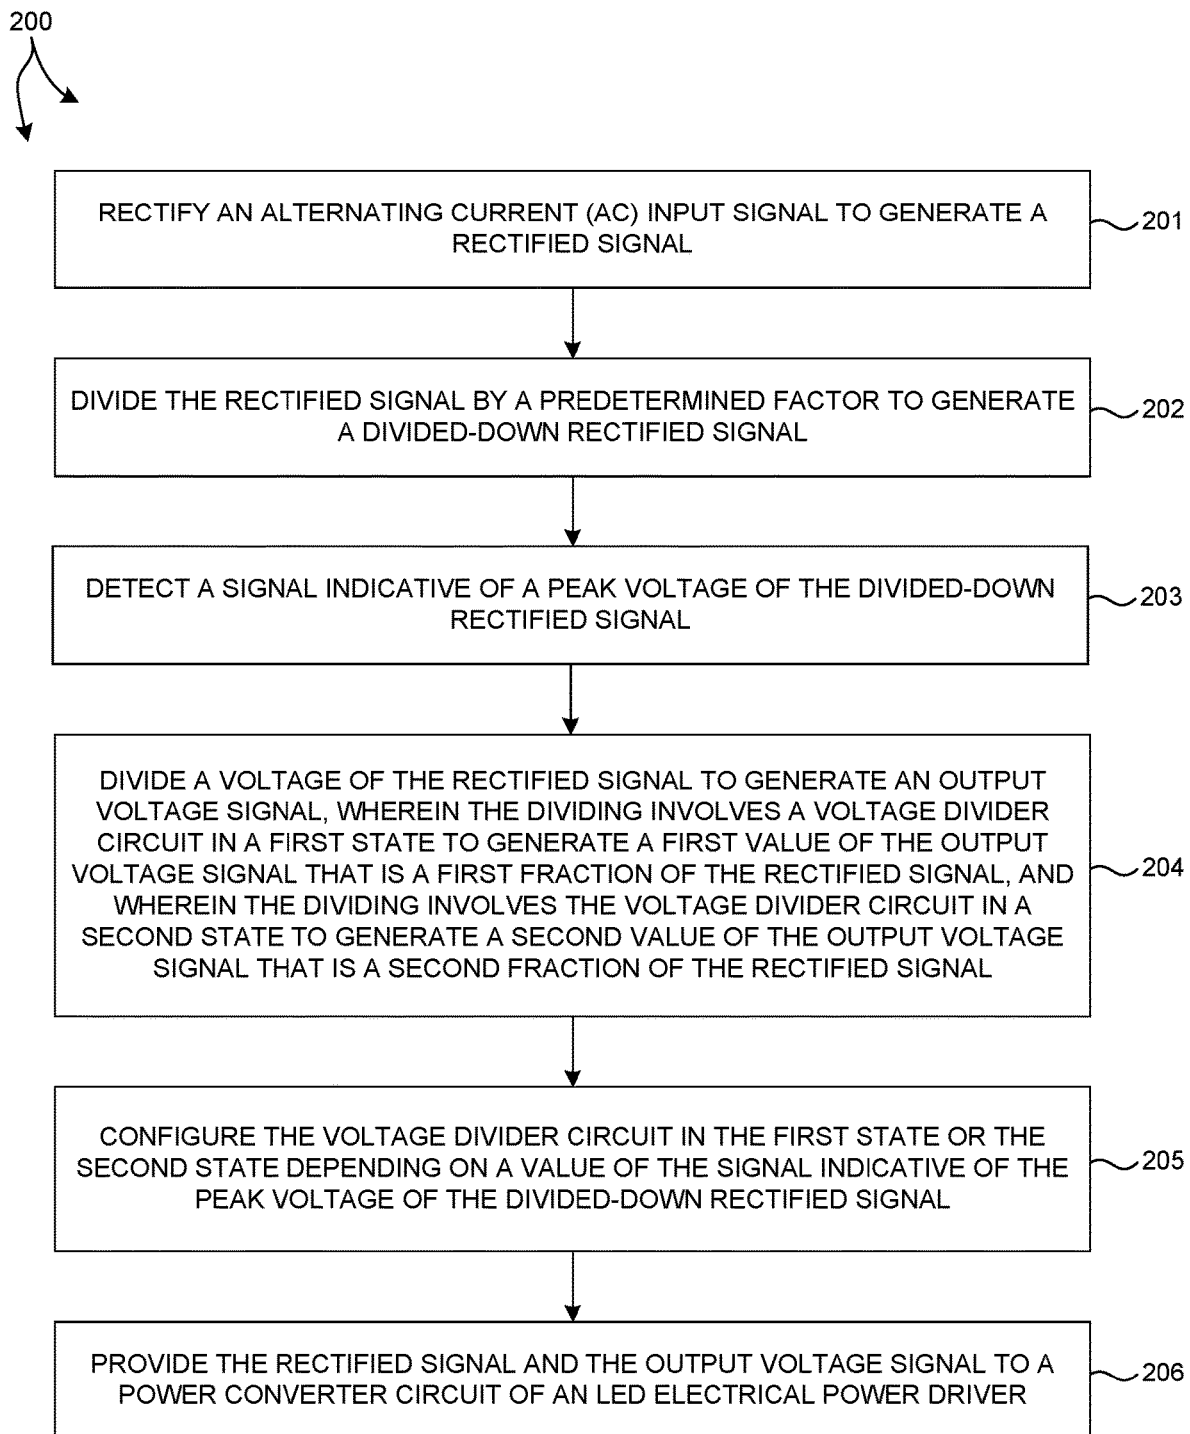 200
RECTIFY AN ALTERNATING CURRENT (AC) INPUT SIGNAL TO GENERATE A
RECTIFIED SIGNAL
201
DIVIDE THE RECTIFIED SIGNAL BY A PREDETERMINED FACTOR TO GENERATE
A DIVIDED-DOWN RECTIFIED SIGNAL
202
DETECT A SIGNAL INDICATIVE OF A PEAK VOLTAGE OF THE DIVIDED-DOWN
RECTIFIED SIGNAL
203
DIVIDE A VOLTAGE OF THE RECTIFIED SIGNAL TO GENERATE AN OUTPUT
VOLTAGE SIGNAL, WHEREIN THE DIVIDING INVOLVES A VOLTAGE DIVIDER
CIRCUIT IN A FIRST STATE TO GENERATE A FIRST VALUE OF THE OUTPUT
VOLTAGE SIGNAL THAT IS A FIRST FRACTION OF THE RECTIFIED SIGNAL, AND
WHEREIN THE DIVIDING INVOLVES THE VOLTAGE DIVIDER CIRCUIT IN A
SECOND STATE TO GENERATE A SECOND VALUE OF THE OUTPUT VOLTAGE
SIGNAL THAT IS A SECOND FRACTION OF THE RECTIFIED SIGNAL
204
CONFIGURE THE VOLTAGE DIVIDER CIRCUIT IN THE FIRST STATE OR THE
SECOND STATE DEPENDING ON A VALUE OF THE SIGNAL INDICATIVE OF THE
PEAK VOLTAGE OF THE DIVIDED-DOWN RECTIFIED SIGNAL
205
PROVIDE THE RECTIFIED SIGNAL AND THE OUTPUT VOLTAGE SIGNAL TO A
POWER CONVERTER CIRCUIT OF AN LED ELECTRICAL POWER DRIVER
206